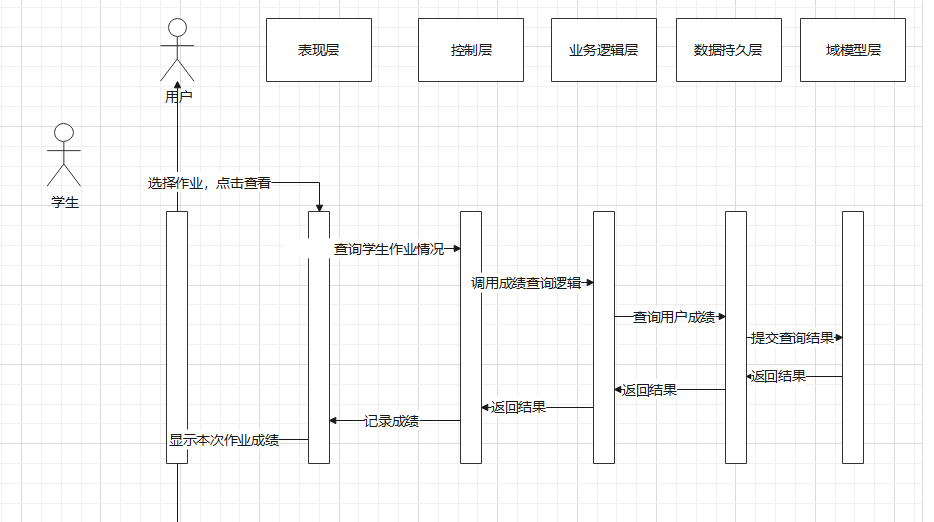 表现层
控制层
业务逻辑层
数据持久层
域模型层
用户
选择作业，点击查看
学生
查询学生作业情况
调用成绩查询逻辑
查询用户成绩
提交查询结果
返回结果
返回结果
返回结果
记录成绩
显示本次作业成绩